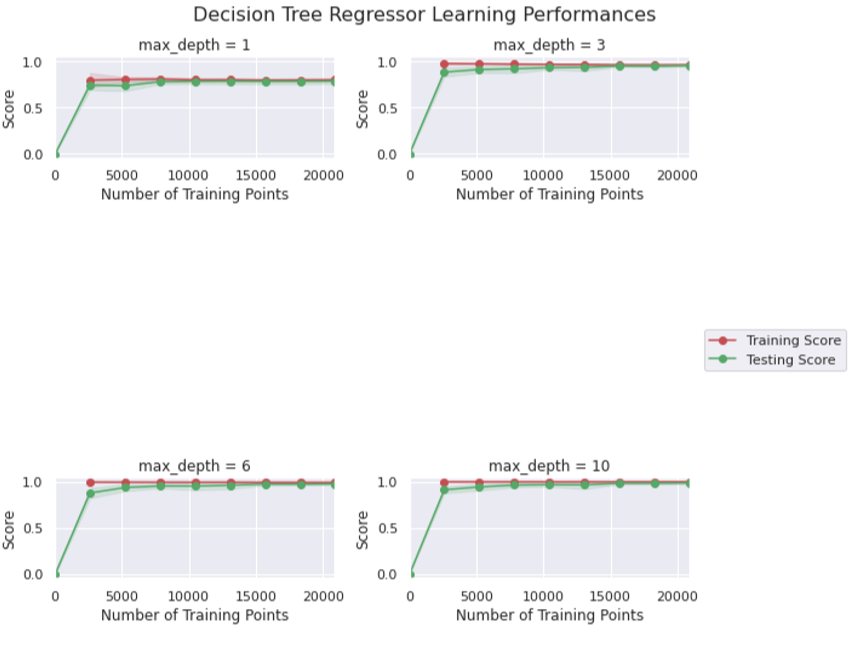 Decision Tree Regressor Learning Performances
max_depth = 1
max_depth = 3
1.0
0.5
0.0
Score
0 5000 10000 15000 20000
Number of Training Points
1.0
0.5
0.0
Score
0 5000 10000 15000 20000
Number of Training Points
Training Score
Testing Score
max_depth = 6
max_depth = 10
1.0
0.5
0.0
Score
0 5000 10000 15000 20000
Number of Training Points
1.0
0.5
0.0
Score
0 5000 10000 15000 20000
Number of Training Points